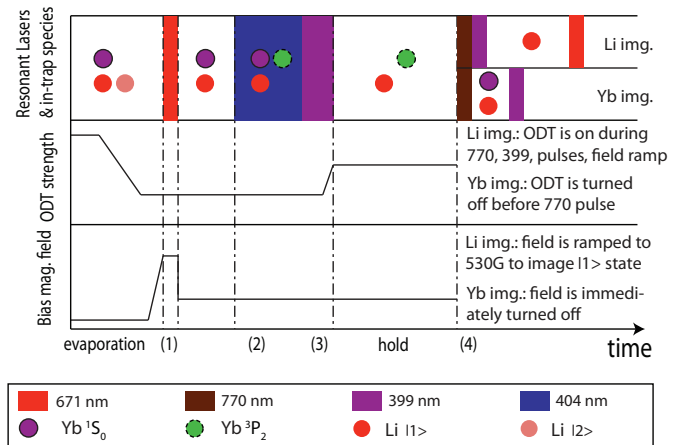 Resonant Lasers
& in-trap species
Li img.
Yb img.
ODT strength
Li img.: ODT is on during
770, 399, pulses, field ramp
Yb img.: ODT is turned
off before 770 pulse
Bias mag. field
Li img.: field is ramped to
530G to image |1> state
Yb img.: field is immedi-
ately turned off
evaporation (1) (2) (3) hold (4) time
671 nm 770 nm 399 nm 404 nm
Yb ¹S₀ Yb ³P₂ Li |1> Li |2>